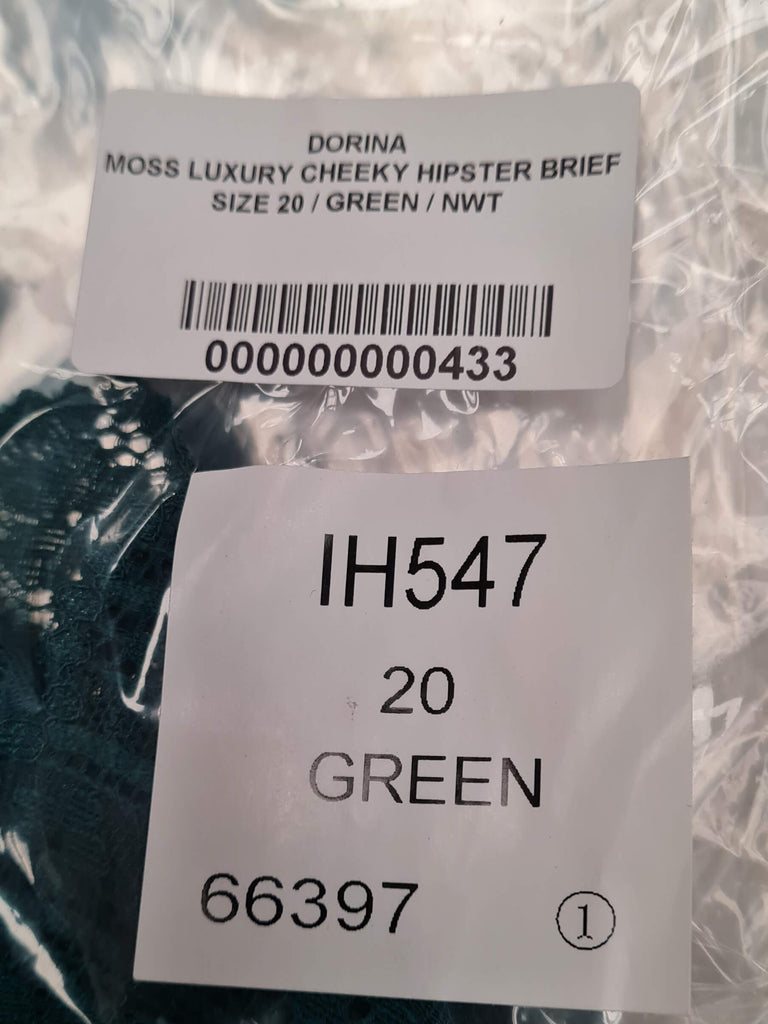 DORINA
MOSS LUXURY CHEEKY HIPSTER BRIEF
SIZE 20 / GREEN / NWT
000000000433
IH547
20
GREEN
66397 ①